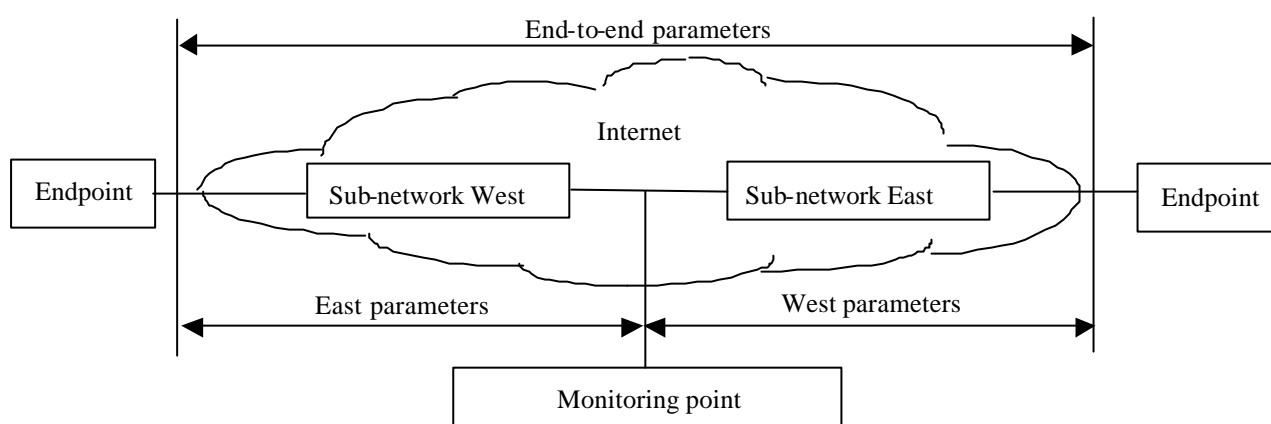 End-to-end parameters
Internet
Endpoint
Sub-network West
Sub-network East
Endpoint
East parameters
West parameters
Monitoring point